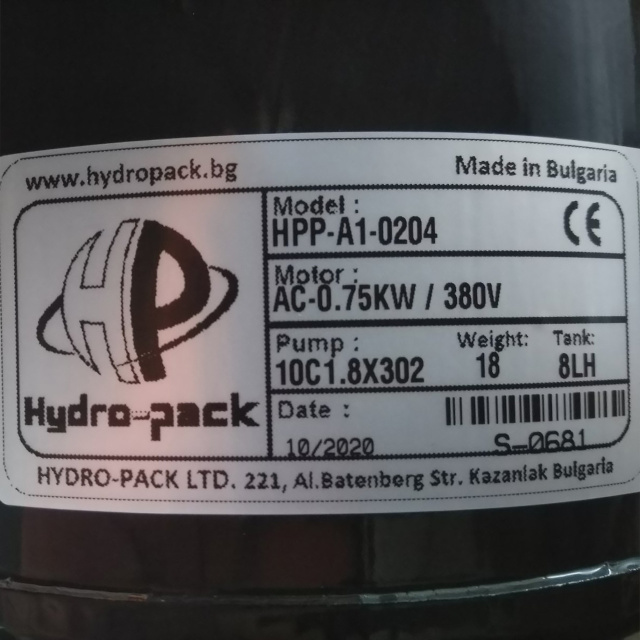 www.hydropack.bg Made in Bulgaria
HP
Hydro-pack
Model :
HPP-A1-0204 CE
Motor :
AC-0.75KW / 380V
Pump : Weight: Tank:
10C1.8X302 18 8LH
Date :
10/2020 S-0681
HYDRO-PACK LTD. 221, Al.Batenberg Str. Kazanlak Bulgaria